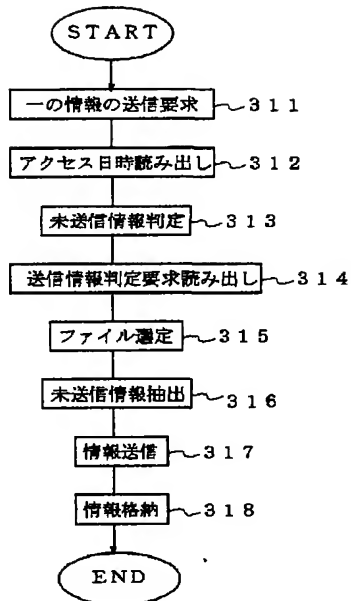 START
一の情報の送信要求 311
アクセス日時読み出し 312
未送信情報判定 313
送信情報判定要求読み出し 314
ファイル選定 315
未送信情報抽出 316
情報送信 317
情報格納 318
END